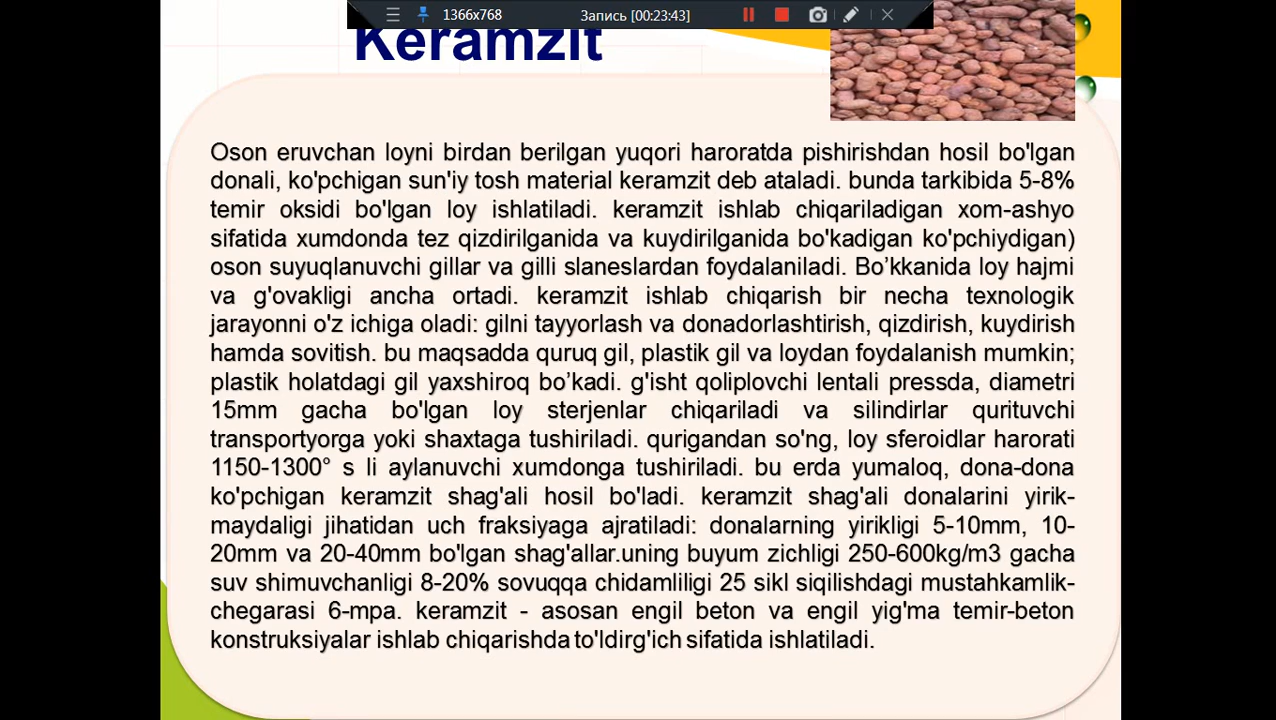 1366x768
Запись [00:23:43]
Keramzit
Oson eruvchan loyni birdan berilgan yuqori haroratda pishirishdan hosil bo'lgan
donali, ko'pchigan sun'iy tosh material keramzit deb ataladi. bunda tarkibida 5-8%
temir oksidi bo'lgan loy ishlatiladi. keramzit ishlab chiqariladigan xom-ashyo
sifatida xumdonda tez qizdirilganida va kuydirilganida bo'kadigan ko'pchiydigan)
oson suyuqlanuvchi gillar va gilli slaneslardan foydalaniladi. Bo’kkanida loy hajmi
va g'ovakligi ancha ortadi. keramzit ishlab chiqarish bir necha texnologik
jarayonni o'z ichiga oladi: gilni tayyorlash va donadorlashtirish, qizdirish, kuydirish
hamda sovitish. bu maqsadda quruq gil, plastik gil va loydan foydalanish mumkin;
plastik holatdagi gil yaxshiroq bo’kadi. g'isht qoliplovchi lentali pressda, diametri
15mm gacha bo'lgan loy sterjenlar chiqariladi va silindirlar qurituvchi
transportyorga yoki shaxtaga tushiriladi. qurigandan so'ng, loy sferoidlar harorati
1150-1300° s li aylanuvchi xumdonga tushiriladi. bu erda yumaloq, dona-dona
ko'pchigan keramzit shag'ali hosil bo'ladi. keramzit shag'ali donalarini yirik-
maydaligi jihatidan uch fraksiyaga ajratiladi: donalarning yirikligi 5-10mm, 10-
20mm va 20-40mm bo'lgan shag'allar.uning buyum zichligi 250-600kg/m3 gacha
suv shimuvchanligi 8-20% sovuqqa chidamliligi 25 sikl siqilishdagi mustahkamlik-
chegarasi 6-mpa. keramzit - asosan engil beton va engil yig'ma temir-beton
konstruksiyalar ishlab chiqarishda to'ldirg'ich sifatida ishlatiladi.